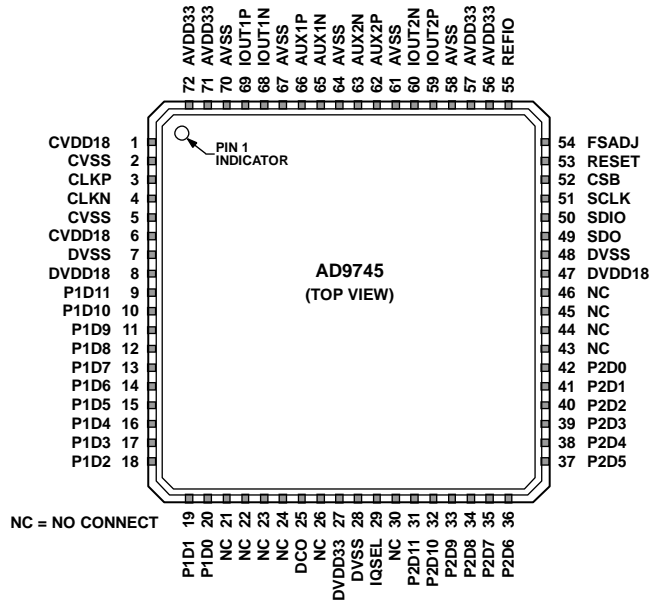 72 AVDD33
71 AVDD33
70 AVSS
69 IOUT1P
68 IOUT1N
67 AVSS
66 AUX1P
65 AUX1N
64 AVSS
63 AUX2N
62 AUX2P
61 AVSS
60 IOUT2N
59 IOUT2P
58 AVSS
57 AVDD33
56 AVDD33
55 REFIO
CVDD18 1
CVSS 2
CLKP 3
CLKN 4
CVSS 5
CVDD18 6
DVSS 7
DVDD18 8
P1D11 9
P1D10 10
P1D9 11
P1D8 12
P1D7 13
P1D6 14
P1D5 15
P1D4 16
P1D3 17
P1D2 18
PIN 1
INDICATOR
AD9745
(TOP VIEW)
54 FSADJ
53 RESET
52 CSB
51 SCLK
50 SDIO
49 SDO
48 DVSS
47 DVDD18
46 NC
45 NC
44 NC
43 NC
42 P2D0
41 P2D1
40 P2D2
39 P2D3
38 P2D4
37 P2D5
NC = NO CONNECT
P1D1 19
P1D0 20
NC 21
NC 22
NC 23
NC 24
DCO 25
NC 26
DVDD33 27
DVSS 28
IQSEL 29
NC 30
P2D11 31
P2D10 32
P2D9 33
P2D8 34
P2D7 35
P2D6 36